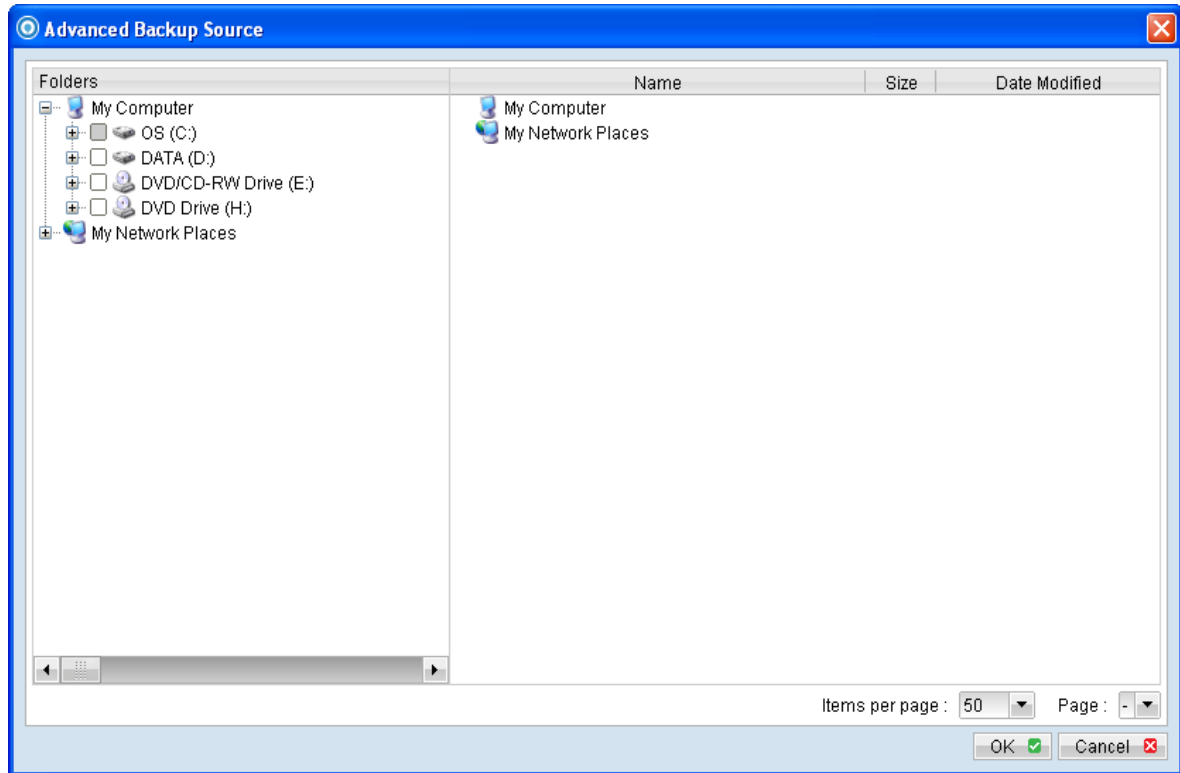 Advanced Backup Source
Folders
My Computer
OS (C:)
DATA (D:)
DVD/CD-RW Drive (E:)
DVD Drive (H:)
My Network Places
Name Size Date Modified
My Computer
My Network Places
Items per page : 50 Page : -
OK Cancel